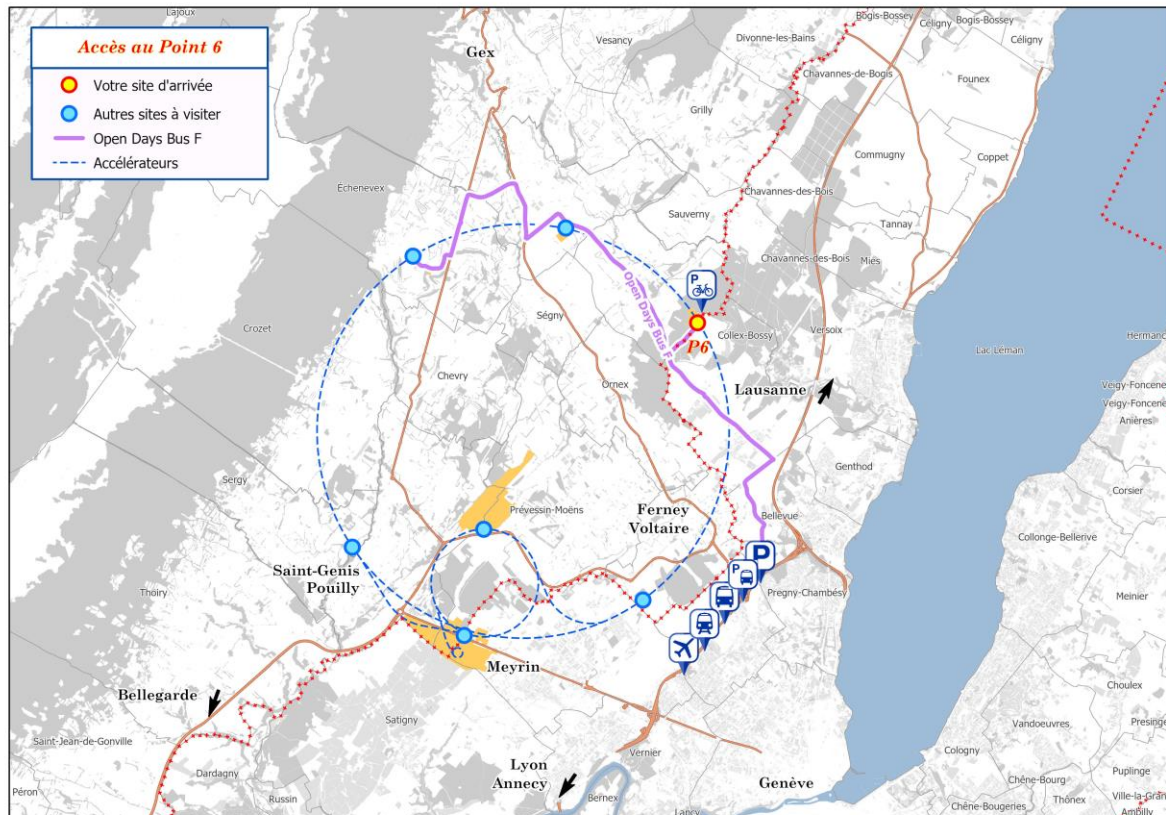 Accès au Point 6
Votre site d'arrivée
Autres sites à visiter
Open Days Bus F
Accélérateurs
Lajoux
Gex
Vesancy
Divonne-les-Bains
Bogis-Bossey
Céligny
Bogis-Bossey
Céligny
Chavannes-de-Bogis
Founex
Grilly
Commugny
Coppet
Échenevex
Chavannes-des-Bois
Sauverny
Tannay
Chavannes-des-Bois
Mies
P
Open Days Bus F
Crozet
Ségny
Collex-Bossy
Versoix
P6
Lac Léman
Chevry
Ornex
Lausanne
Veigy-Foncene
Veigy-Foncene
Anières
Genthod
Sergy
Corsier
Prévessin-Moëns
Ferney
Voltaire
Bellevue
Collonge-Bellerive
P
P
Saint-Genis
Pouilly
Thoiry
Pregny-Chambésy
Meinier
Meyrin
Bellegarde
Choulex
Satigny
Vandoeuvres
Presinge
Saint-Jean-de-Gonville
Vernier
Cologny
Dardagny
Lyon
Annecy
Genève
Puplinge
Péron
Russin
Bernex
Lancy
Chêne-Bourg
Chêne-Bougeries
Thônex
Ville-la-Gran
Ambilly